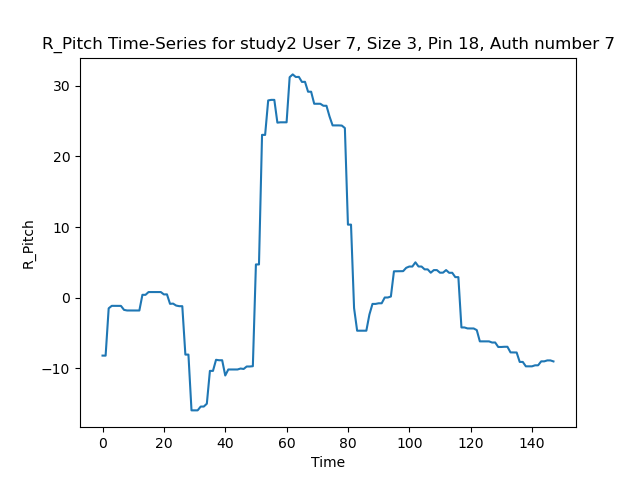 R_Pitch Time-Series for study2 User 7, Size 3, Pin 18, Auth number 7
30
20
10
0
−10
R_Pitch
0 20 40 60 80 100 120 140
Time